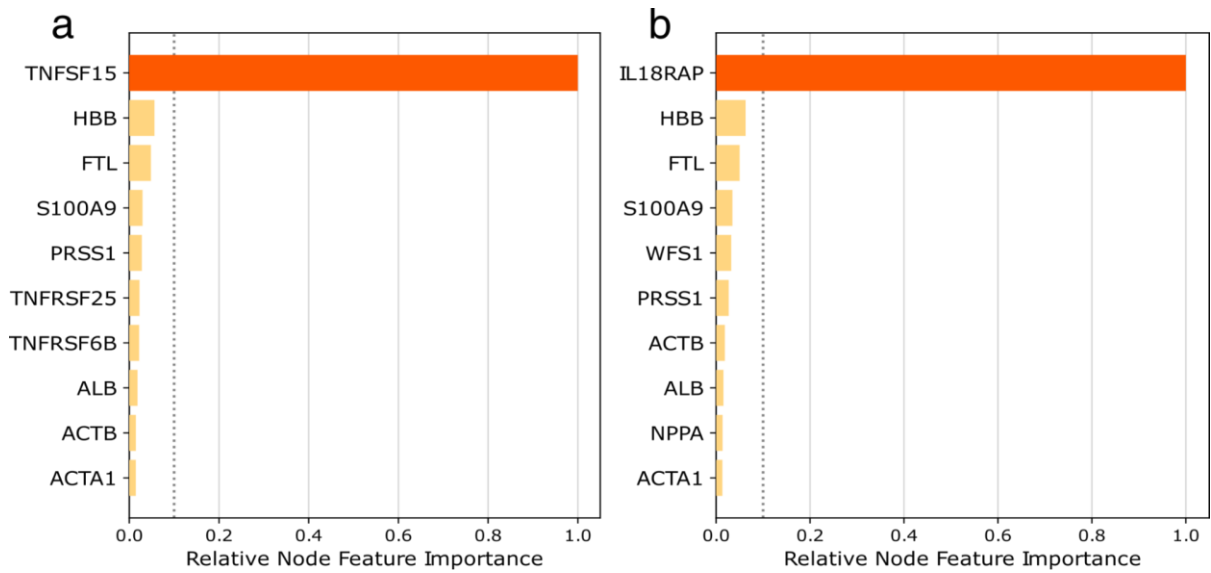 a
TNFSF15
HBB
FTL
S100A9
PRSS1
TNFRSF25
TNFRSF6B
ALB
ACTB
ACTA1
0.0 0.2 0.4 0.6 0.8 1.0
Relative Node Feature Importance
b
IL18RAP
HBB
FTL
S100A9
WFS1
PRSS1
ACTB
ALB
NPPA
ACTA1
0.0 0.2 0.4 0.6 0.8 1.0
Relative Node Feature Importance